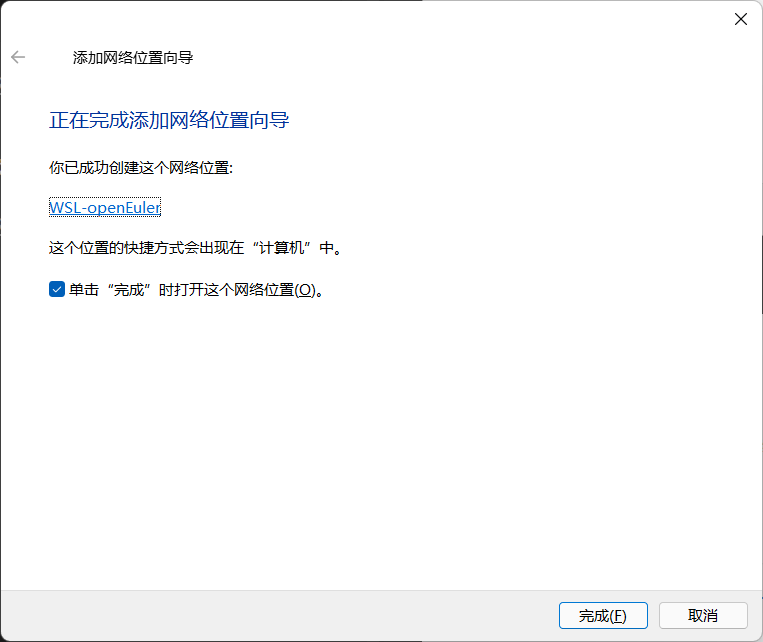 添加网络位置向导
正在完成添加网络位置向导
你已成功创建这个网络位置:
WSL-openEuler
这个位置的快捷方式会出现在“计算机”中。
单击“完成”时打开这个网络位置(O)。
完成(F)
取消